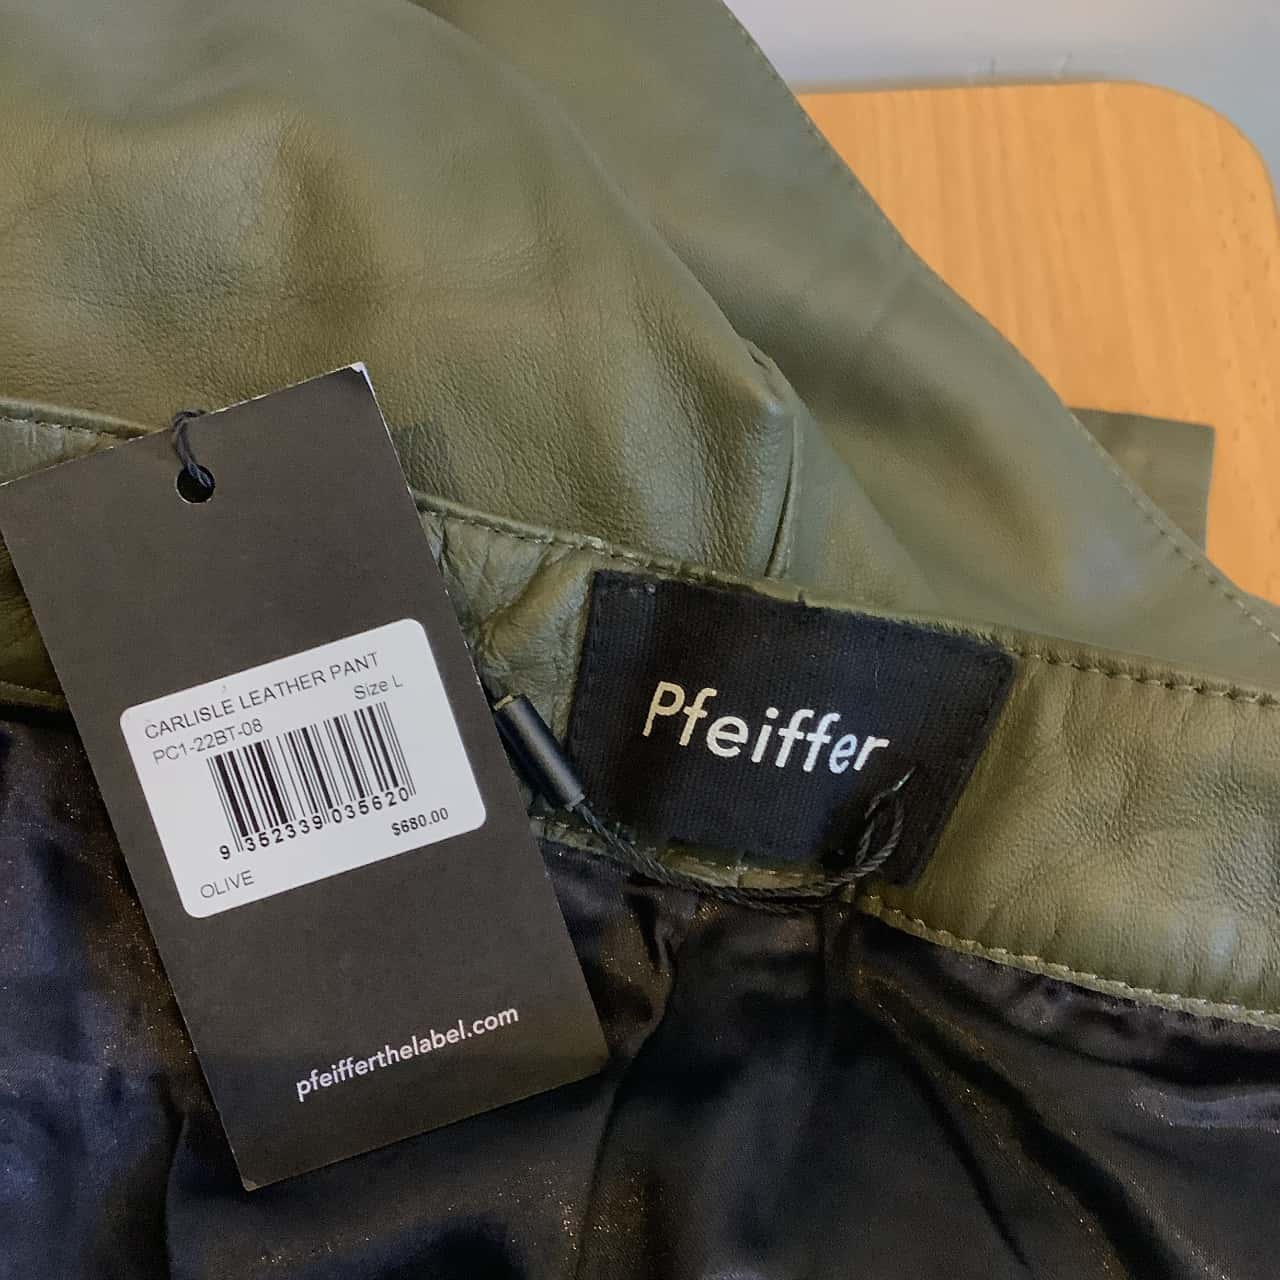 CARLISLE LEATHER PANT
Size L
PC1-22BT-08
9 352339 035620
$680.00
OLIVE
pfeifferthelabel.com
Pfeiffer